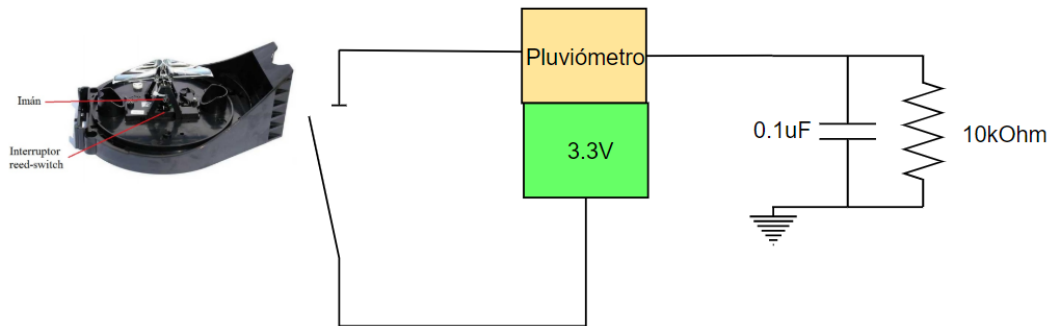 Imán
Interruptor
reed-switch
Pluviómetro
3.3V
0.1uF
10kOhm